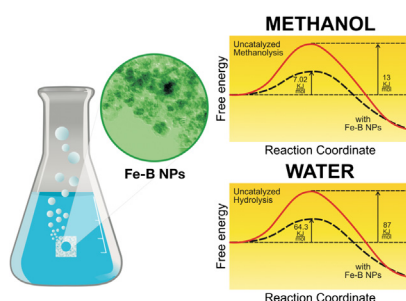 Fe-B NPs
METHANOL
Free energy
Uncatalyzed
Methanolysis
7.02
KJ
mol
13
KJ
mol
with
Fe-B NPs
Reaction Coordinate
WATER
Free energy
Uncatalyzed
Hydrolysis
64.3
KJ
mol
87
KJ
mol
with
Fe-B NPs
Reaction Coordinate